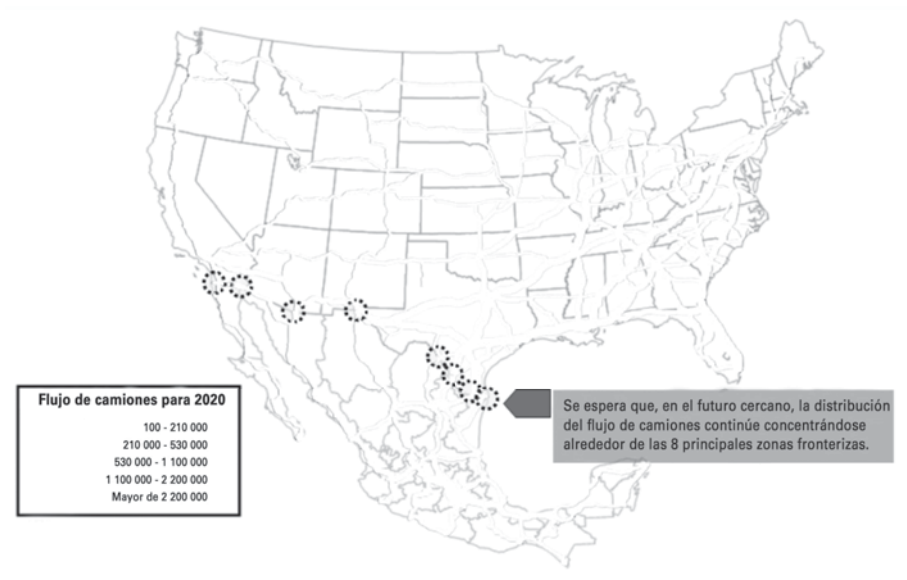 Flujo de camiones para 2020
100 - 210 000
210 000 - 530 000
530 000 - 1 100 000
1 100 000 - 2 200 000
Mayor de 2 200 000
Se espera que, en el futuro cercano, la distribución
del flujo de camiones continúe concentrándose
alrededor de las 8 principales zonas fronterizas.